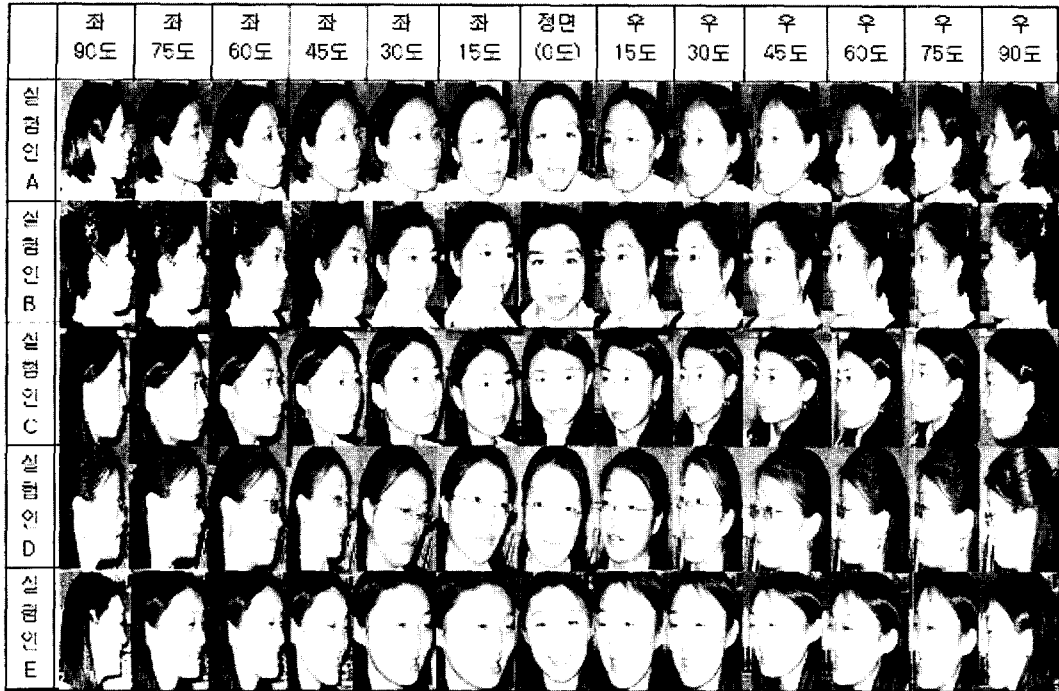 좌 좌 좌 좌 좌 좌 정면 우 우 우 우 우 우
90도 75도 60도 45도 30도 15도 (0도) 15도 30도 45도 60도 75도 90도
실험인 A
실험인 B
실험인 C
실험인 D
실험인 E